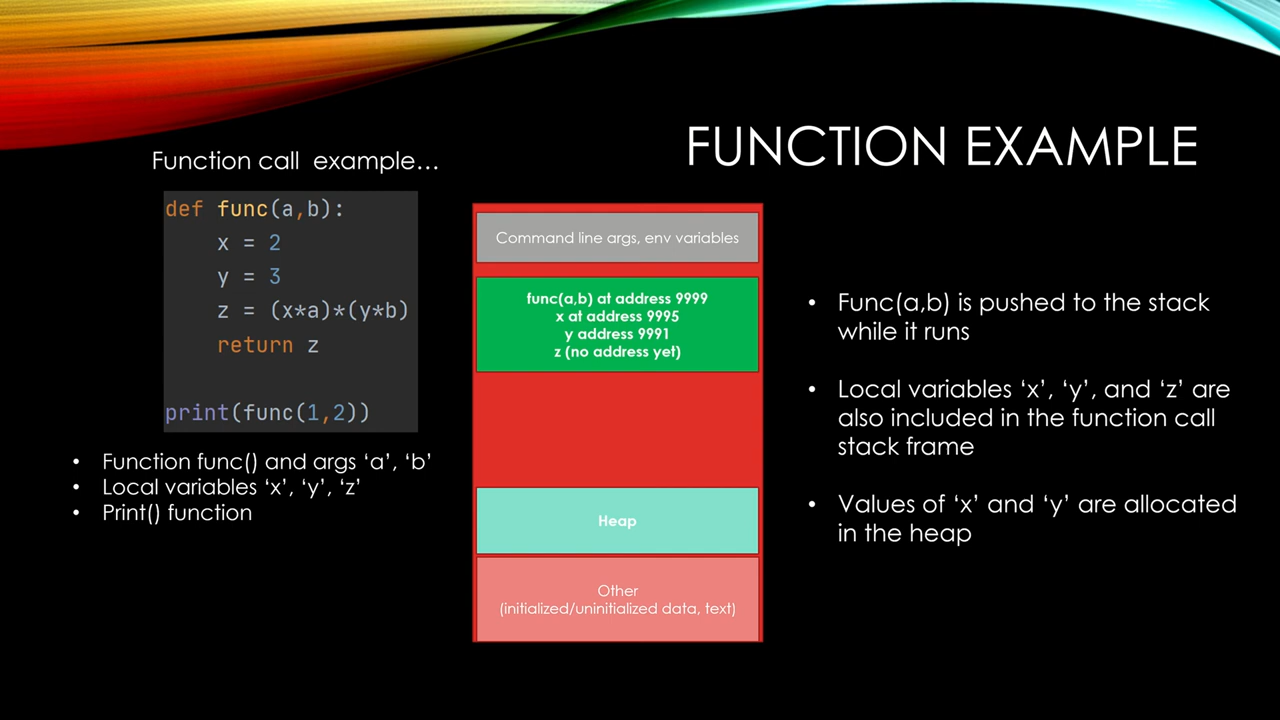 FUNCTION EXAMPLE
Function call example…
def func(a,b):
x = 2
y = 3
z = (x*a)*(y*b)
return z
print(func(1,2))
• Function func() and args ‘a’, ‘b’
• Local variables ‘x’, ‘y’, ‘z’
• Print() function
Command line args, env variables
func(a,b) at address 9999
x at address 9995
y address 9991
z (no address yet)
Heap
Other
(initialized/uninitialized data, text)
• Func(a,b) is pushed to the stack
while it runs
• Local variables ‘x’, ‘y’, and ‘z’ are
also included in the function call
stack frame
• Values of ‘x’ and ‘y’ are allocated
in the heap